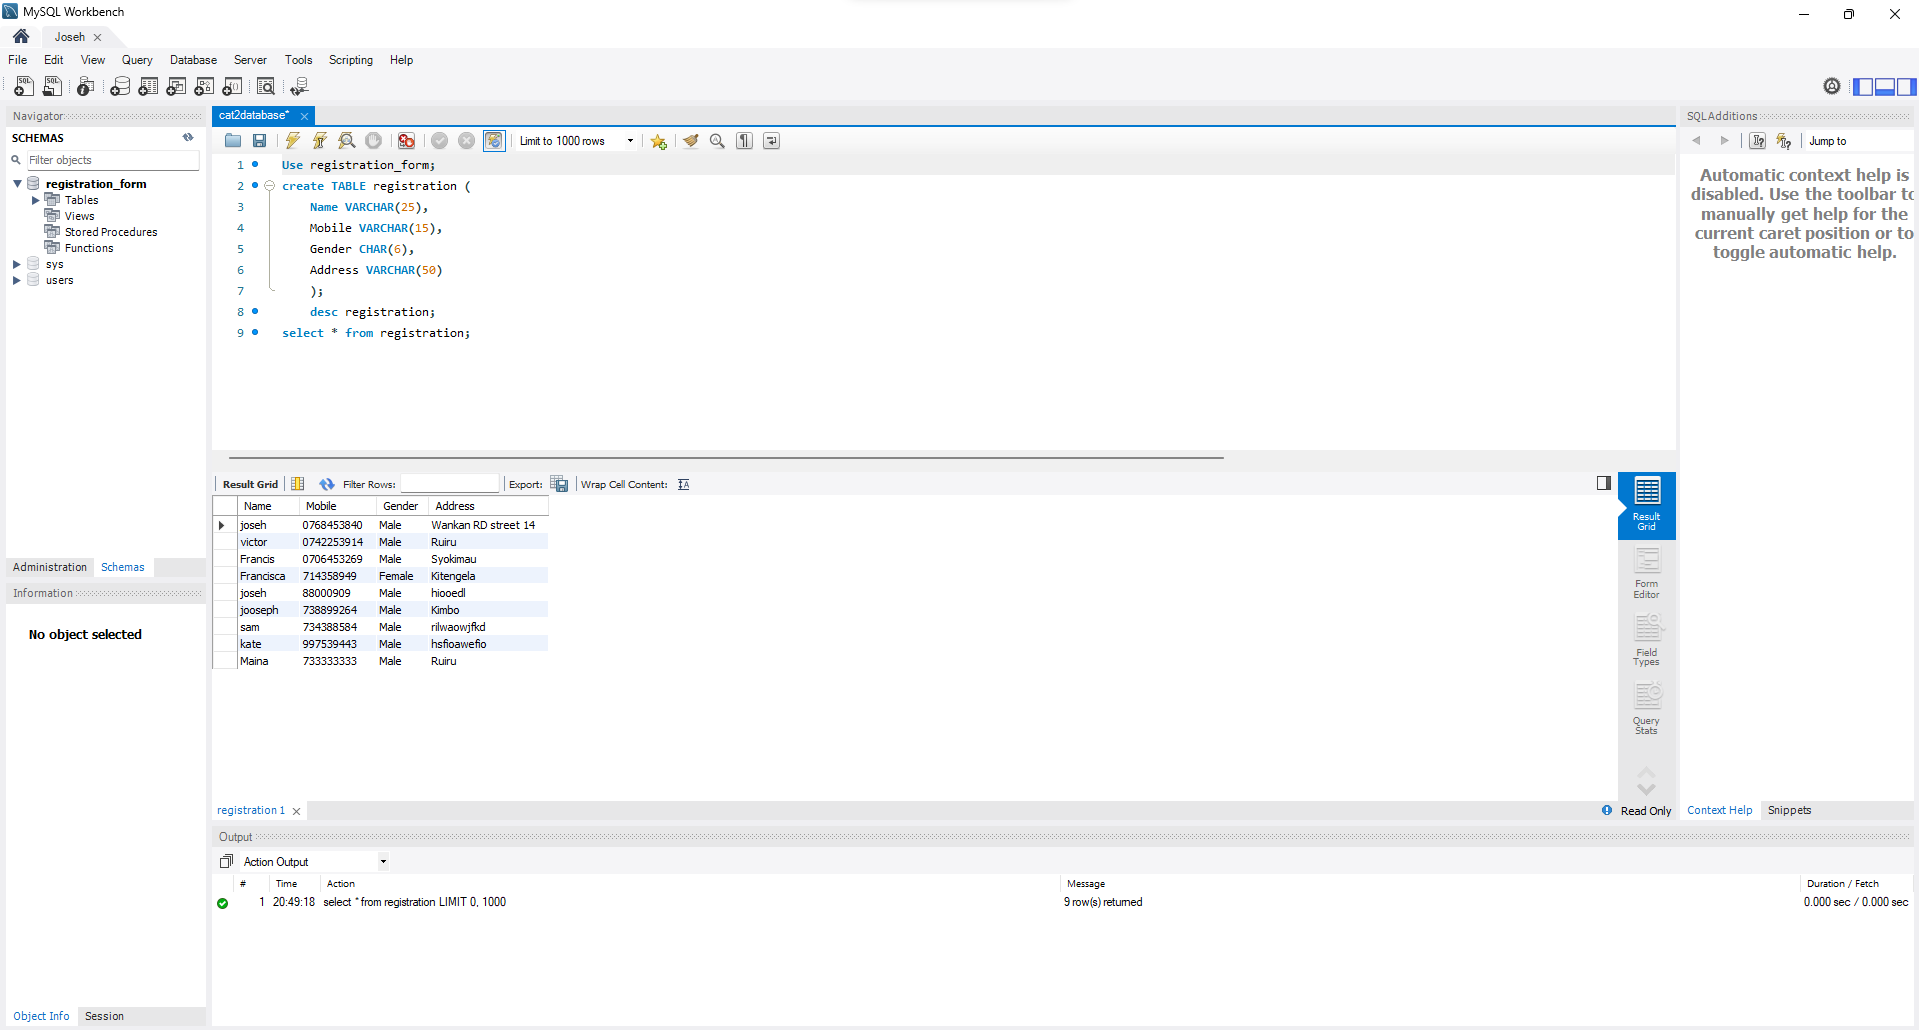 MySQL Workbench
Joseh
File Edit View Query Database Server Tools Scripting Help
Navigator
SCHEMAS
Filter objects
registration_form
Tables
Views
Stored Procedures
Functions
sys
users
Administration Schemas
Information
No object selected
Object Info Session
cat2database*
Limit to 1000 rows
1 Use registration_form;
2 create TABLE registration (
3 Name VARCHAR(25),
4 Mobile VARCHAR(15),
5 Gender CHAR(6),
6 Address VARCHAR(50)
7 );
8 desc registration;
9 select * from registration;
Result Grid Filter Rows: Export: Wrap Cell Content:
Name Mobile Gender Address
joseh 0768453840 Male Wankan RD street 14
victor 0742253914 Male Ruiru
Francis 0706453269 Male Syokimau
Francisca 714358949 Female Kitengela
joseh 88000909 Male hiooedl
jooseph 738899264 Male Kimbo
sam 734388584 Male rilwaowjfkd
kate 997539443 Male hsfioawefio
Maina 733333333 Male Ruiru
Result
Grid
Form
Editor
Field
Types
Query
Stats
registration 1
Read Only
SQLAdditions
Jump to
Automatic context help is
disabled. Use the toolbar to
manually get help for the
current caret position or to
toggle automatic help.
Context Help Snippets
Output
Action Output
# Time Action Message Duration / Fetch
1 20:49:18 select * from registration LIMIT 0, 1000 9 row(s) returned 0.000 sec / 0.000 sec